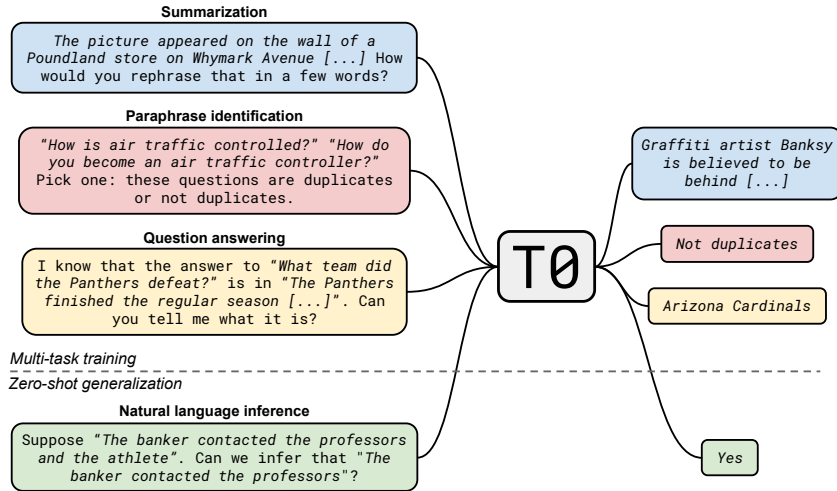 Summarization
The picture appeared on the wall of a
Poundland store on Whymark Avenue [...] How
would you rephrase that in a few words?
Paraphrase identification
“How is air traffic controlled?” “How do
you become an air traffic controller?”
Pick one: these questions are duplicates
or not duplicates.
Question answering
I know that the answer to “What team did
the Panthers defeat?” is in “The Panthers
finished the regular season [...]”. Can
you tell me what it is?
Multi-task training
Zero-shot generalization
Natural language inference
Suppose “The banker contacted the professors
and the athlete”. Can we infer that "The
banker contacted the professors"?
T0
Graffiti artist Banksy
is believed to be
behind [...]
Not duplicates
Arizona Cardinals
Yes